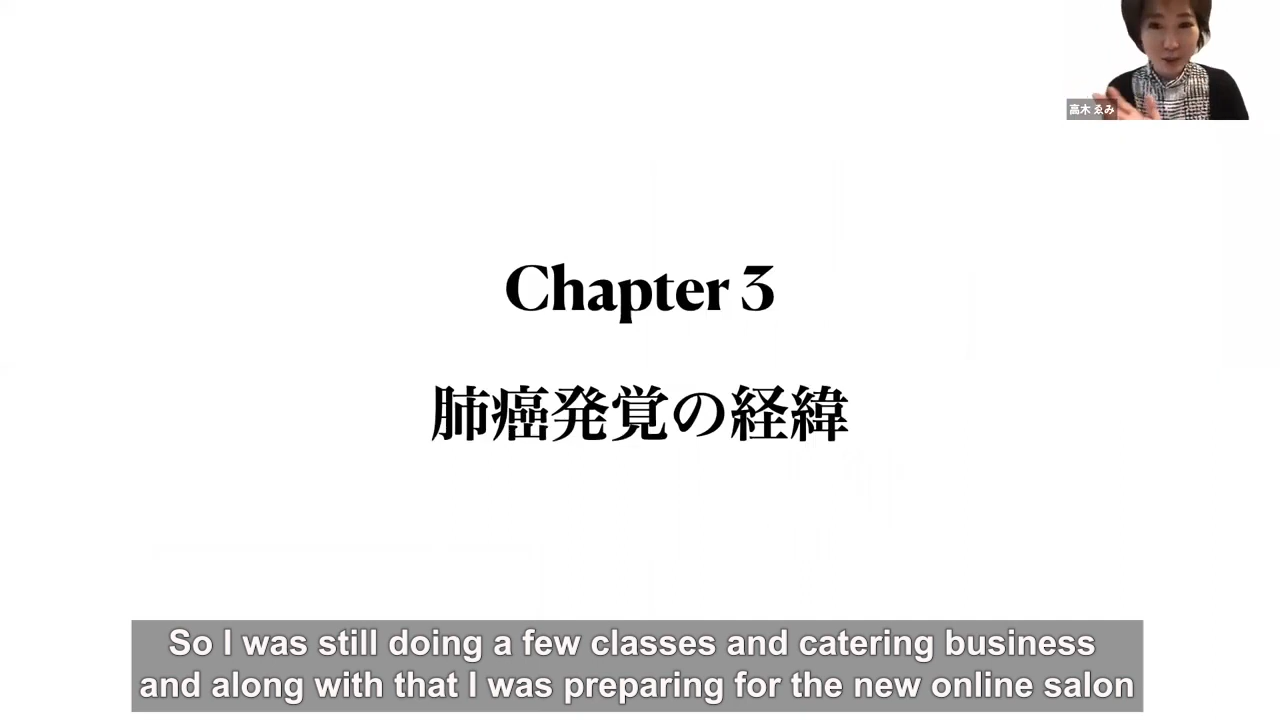 高木 ゑみ
Chapter 3
肺癌発覚の経緯
So I was still doing a few classes and catering business
and along with that I was preparing for the new online salon